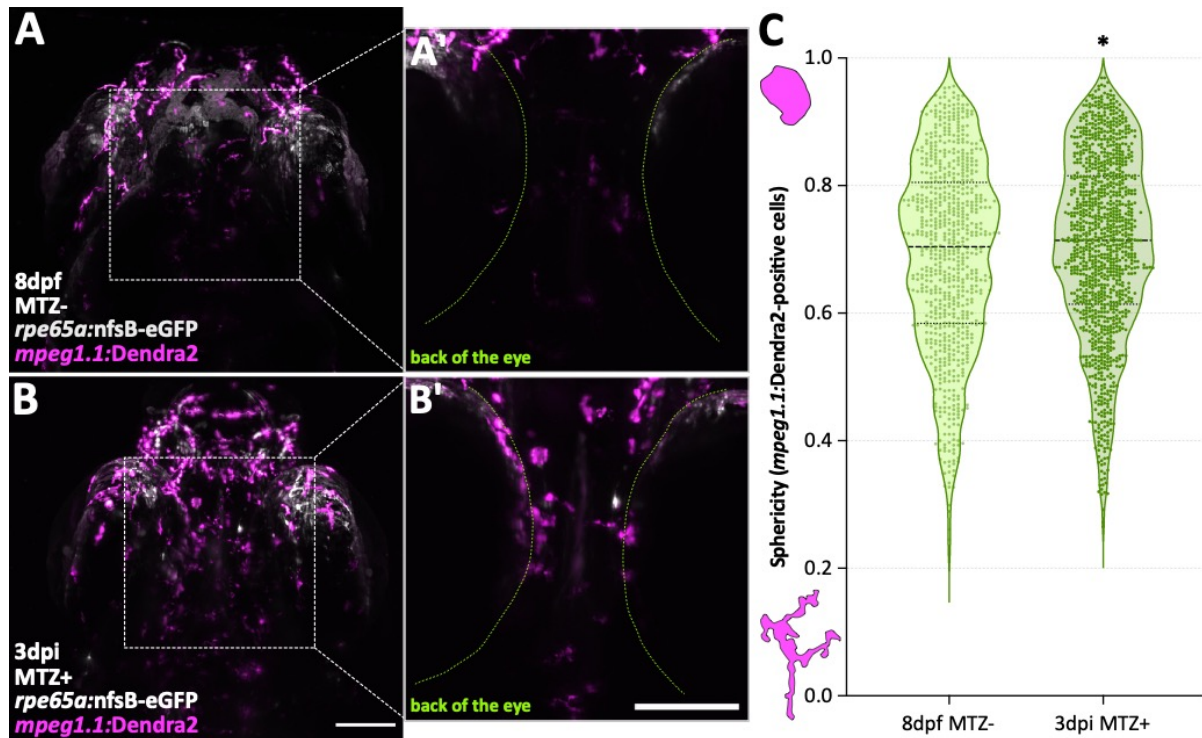 A
8dpf
MTZ-
rpe65a:nfsB-eGFP
mpeg1.1:Dendra2
A'
back of the eye
B
3dpi
MTZ+
rpe65a:nfsB-eGFP
mpeg1.1:Dendra2
B'
back of the eye
C
*
Sphericity (mpeg1.1:Dendra2-positive cells)
1.0
0.8
0.6
0.4
0.2
0.0
8dpf MTZ-
3dpi MTZ+